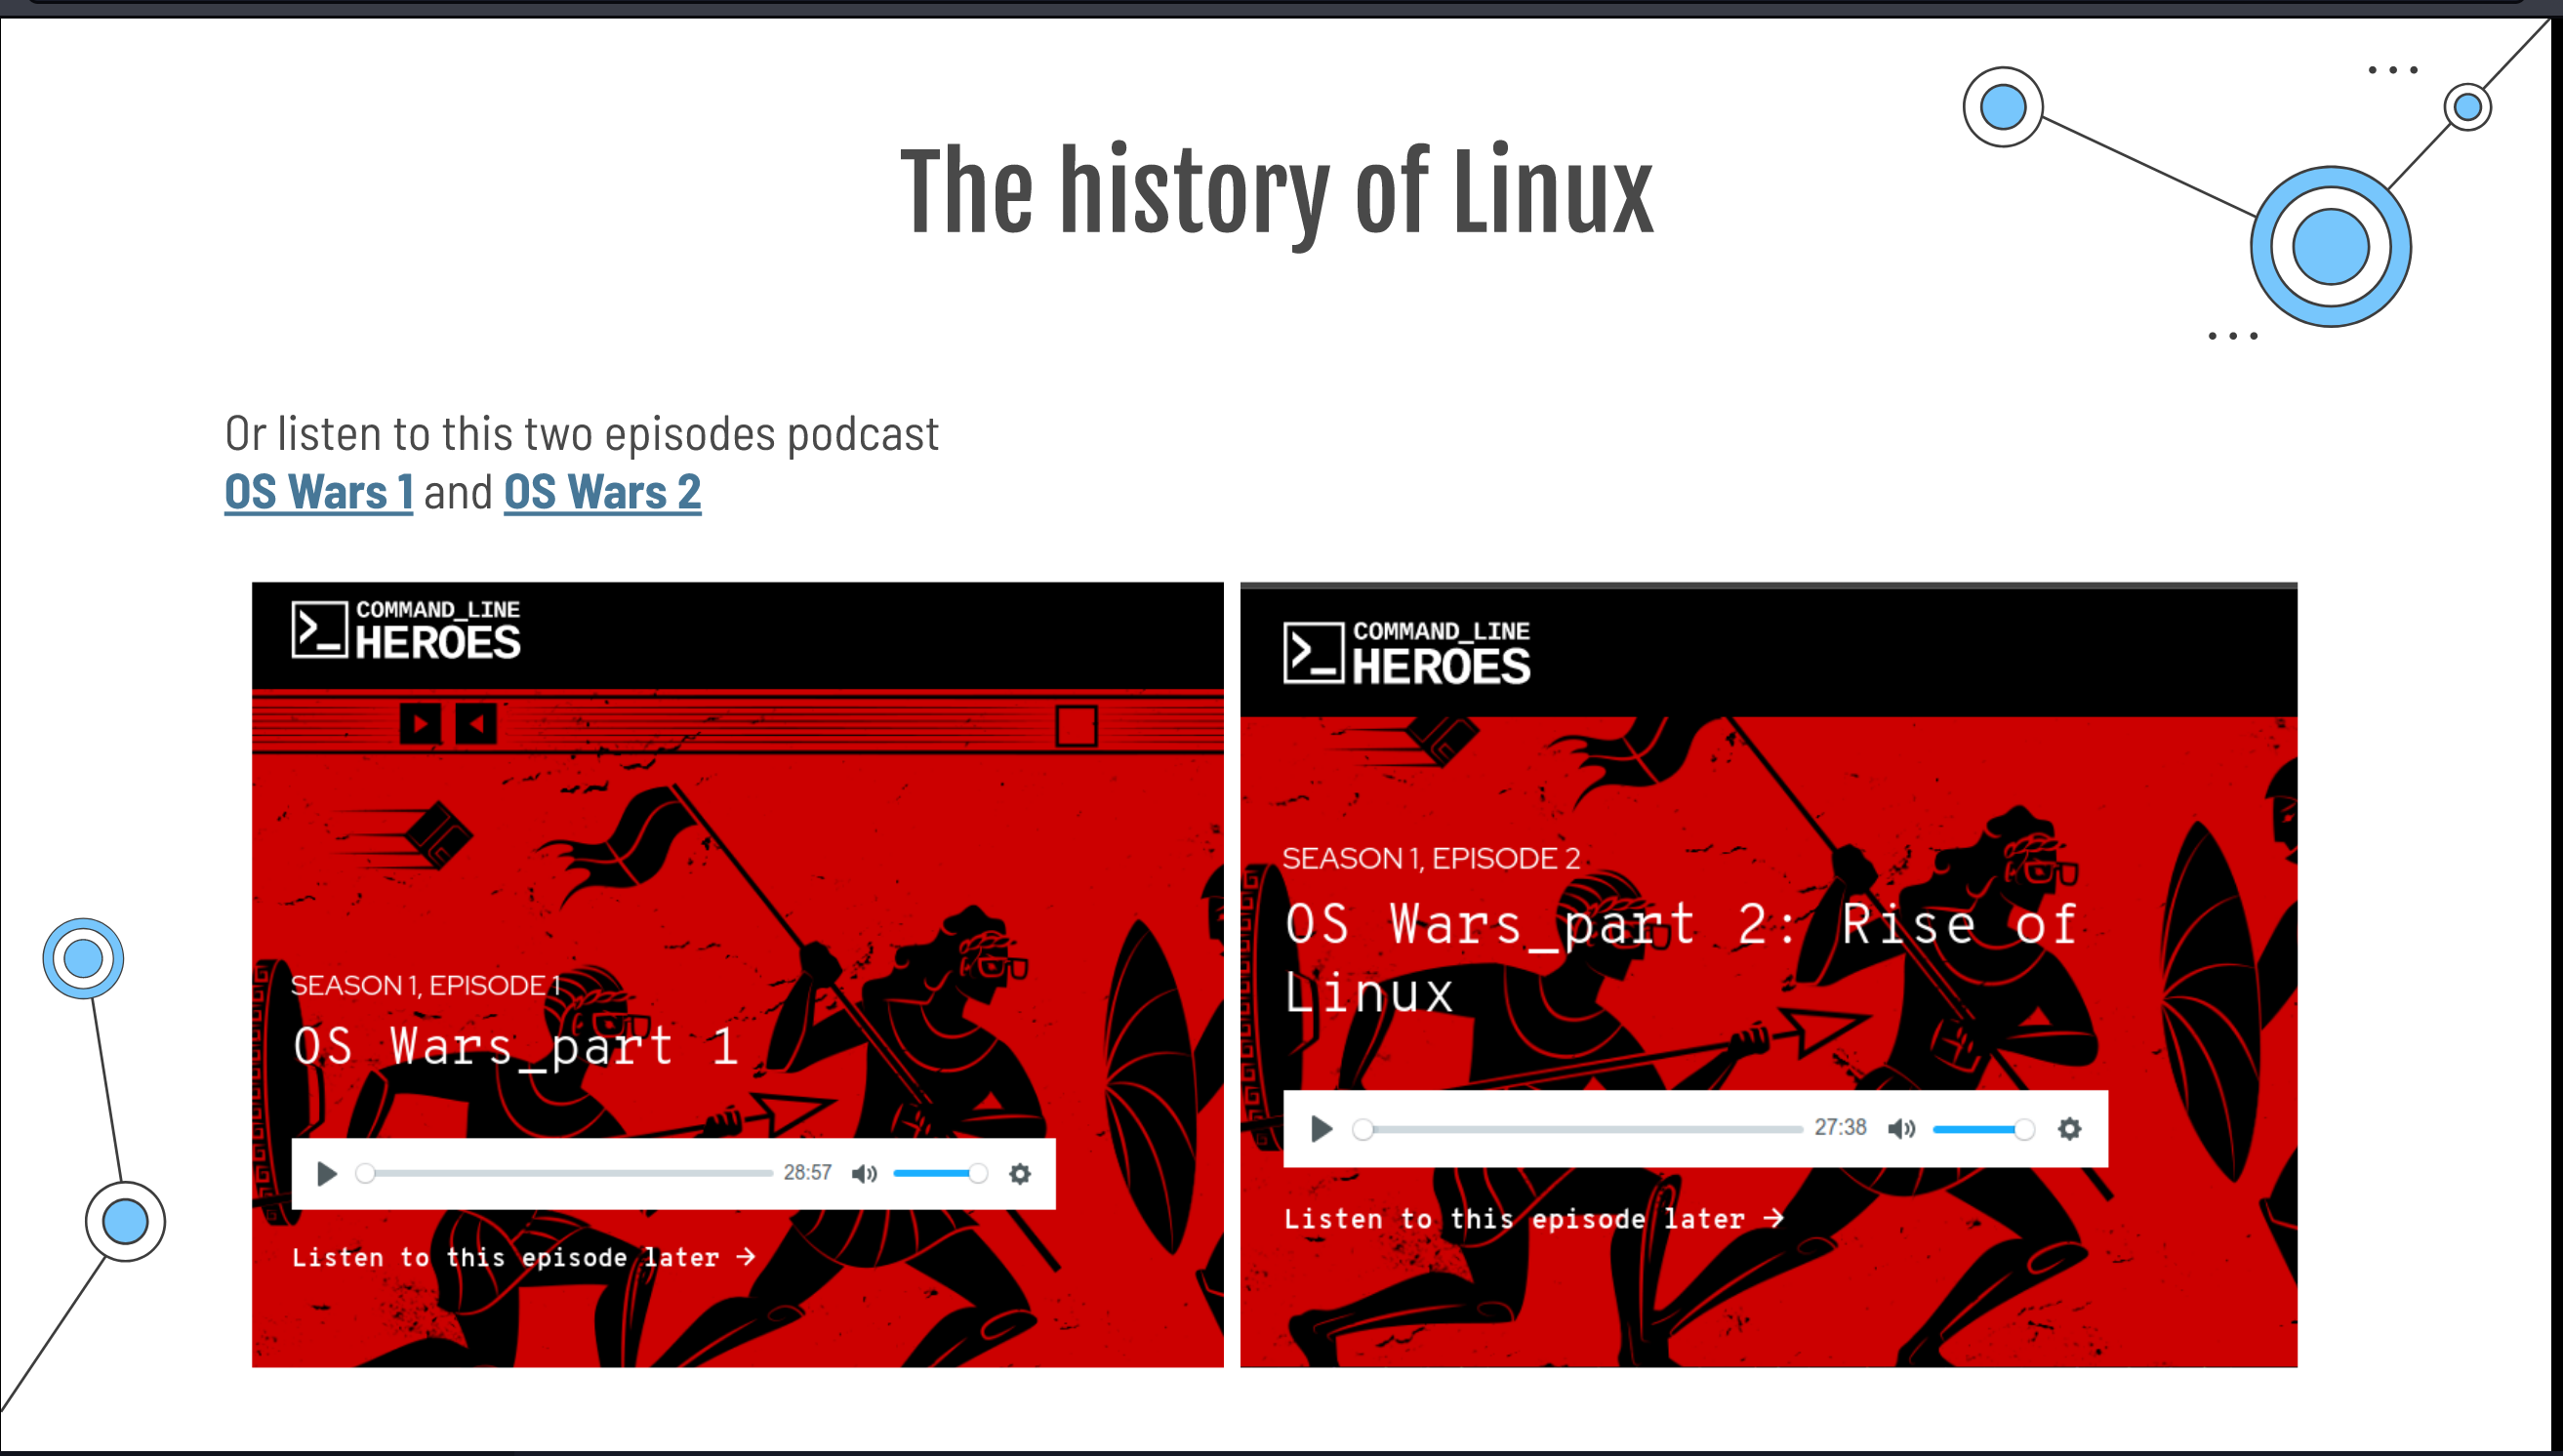 The history of Linux
Or listen to this two episodes podcast
OS Wars 1 and OS Wars 2
COMMAND_LINE
HEROES
SEASON 1, EPISODE 1
OS Wars_part 1
28:57
Listen to this episode later →
COMMAND_LINE
HEROES
SEASON 1, EPISODE 2
OS Wars_part 2: Rise of
Linux
27:38
Listen to this episode later →